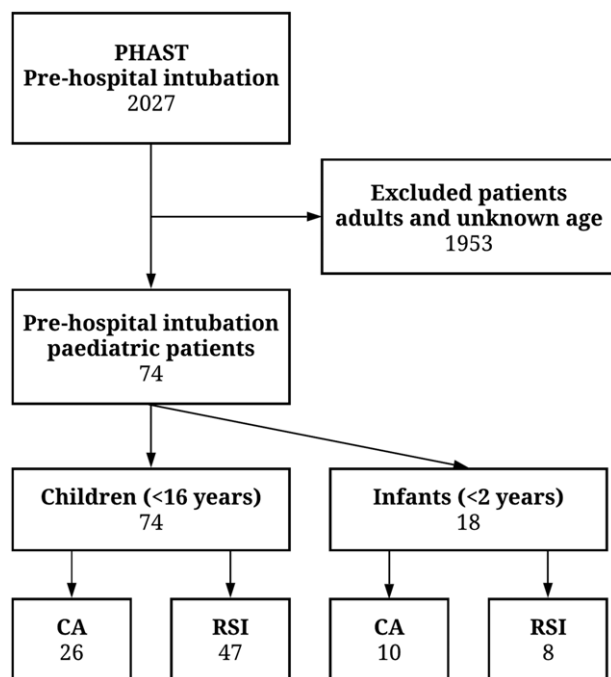 PHAST
Pre-hospital intubation
2027
Excluded patients
adults and unknown age
1953
Pre-hospital intubation
paediatric patients
74
Children (<16 years)
74
Infants (<2 years)
18
CA
26
RSI
47
CA
10
RSI
8